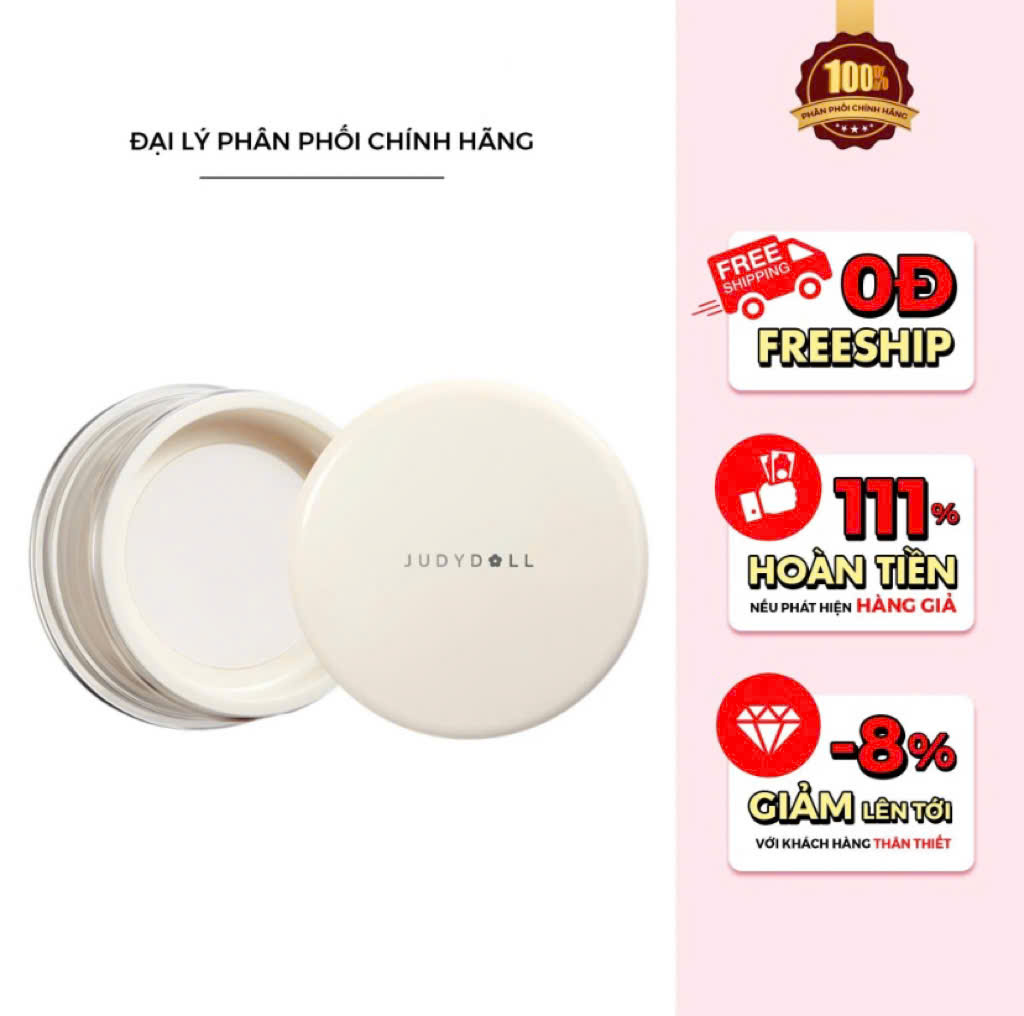 ĐẠI LÝ PHÂN PHỐI CHÍNH HÃNG
JUDYDOLL
100%
PHÂN PHỐI CHÍNH HÃNG
FREE
SHIPPING
0Đ
FREESHIP
111%
HOÀN TIỀN
NẾU PHÁT HIỆN HÀNG GIẢ
-8%
GIẢM LÊN TỚI
VỚI KHÁCH HÀNG THÂN THIẾT